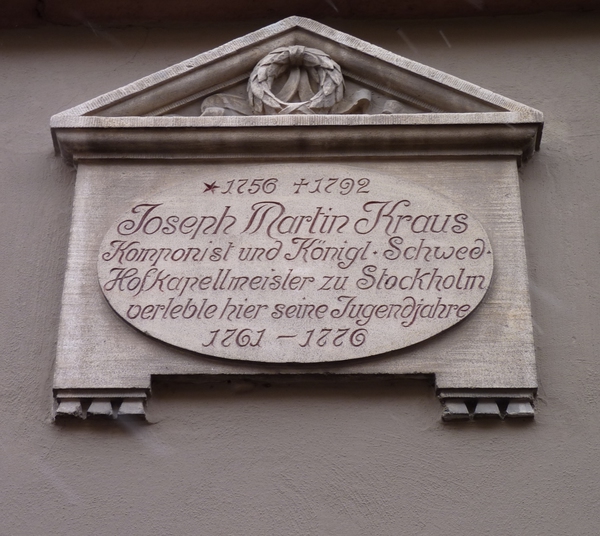 ★1756 ✝1792
Joseph Martin Kraus
Komponist und Königl. Schwed.
Hofkapellmeister zu Stockholm
verlebte hier seine Jugendjahre
1761 - 1776